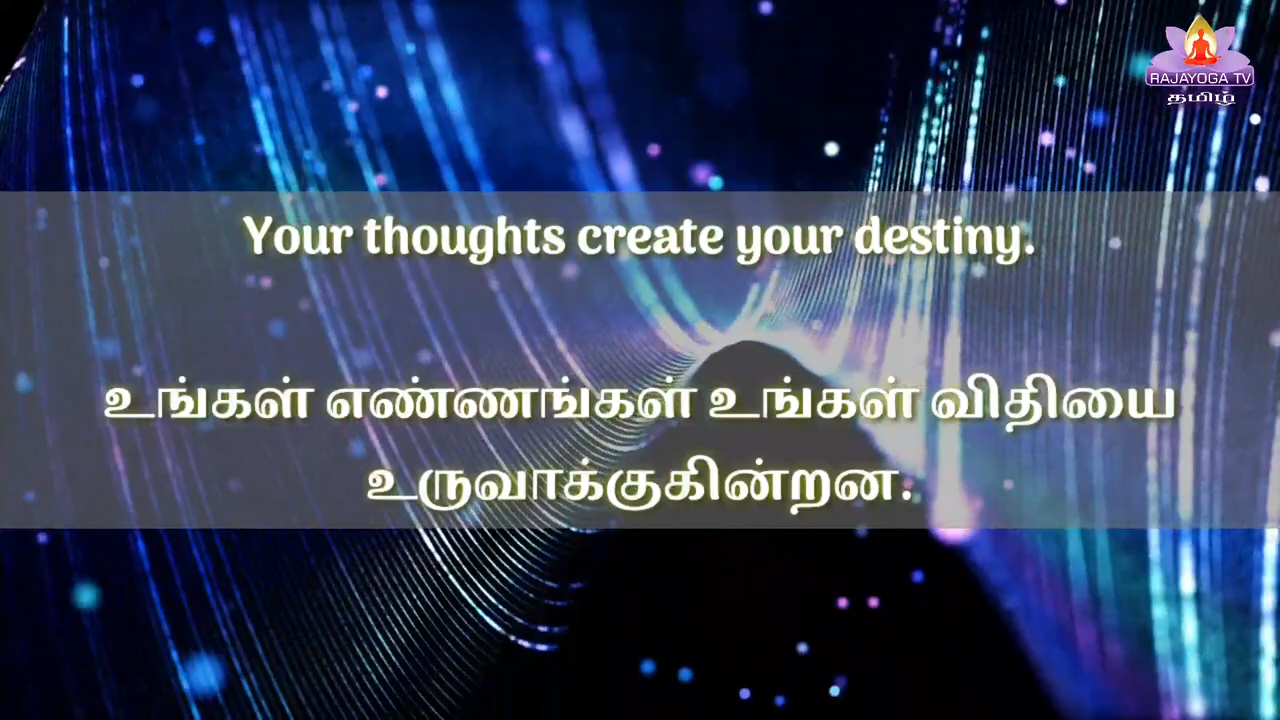 RAJAYOGA TV
தமிழ்
Your thoughts create your destiny.
உங்கள் எண்ணங்கள் உங்கள் விதியை
உருவாக்குகின்றன.